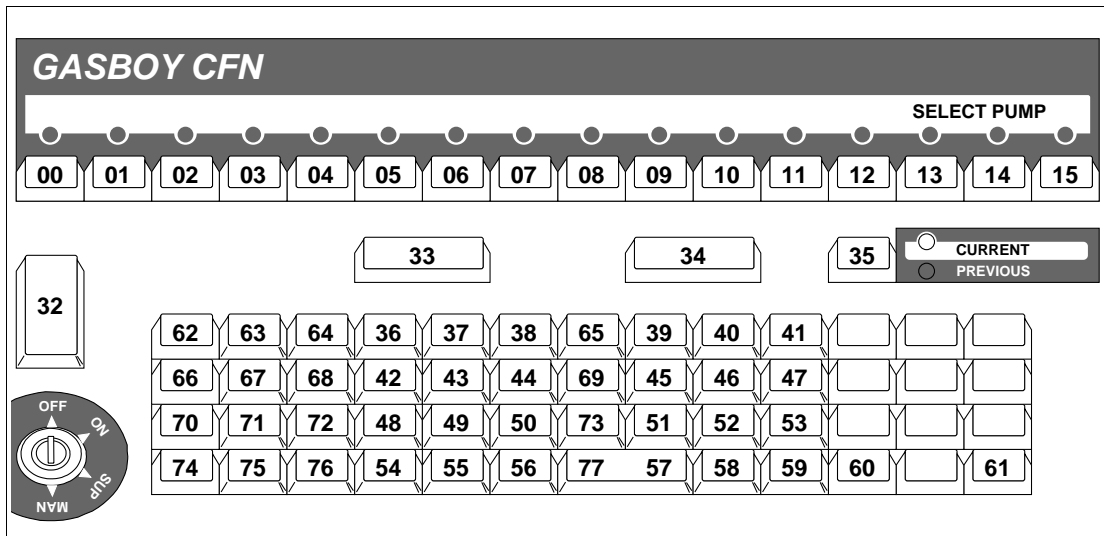 GASBOY CFN
SELECT PUMP
00 01 02 03 04 05 06 07 08 09 10 11 12 13 14 15
33 34 35 CURRENT
PREVIOUS
32
62 63 64 36 37 38 65 39 40 41
66 67 68 42 43 44 69 45 46 47
70 71 72 48 49 50 73 51 52 53
74 75 76 54 55 56 77 57 58 59 60 61
OFF
ON
SUP
MAN